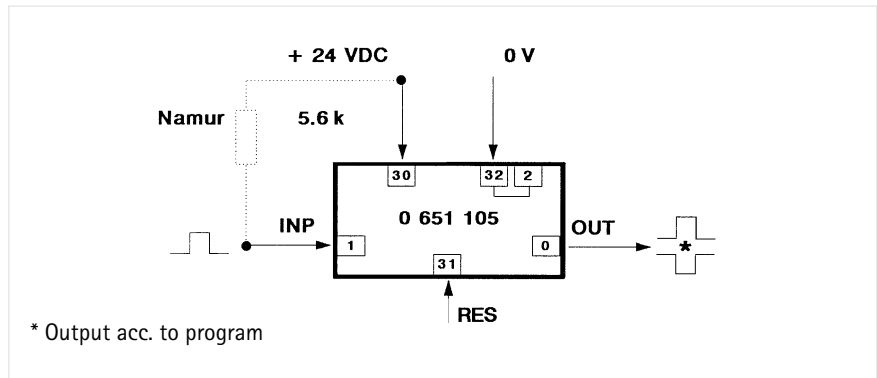 + 24 VDC
0 V
Namur
5.6 k
30
32
2
0 651 105
INP
OUT
1
0
*
31
RES
* Output acc. to program